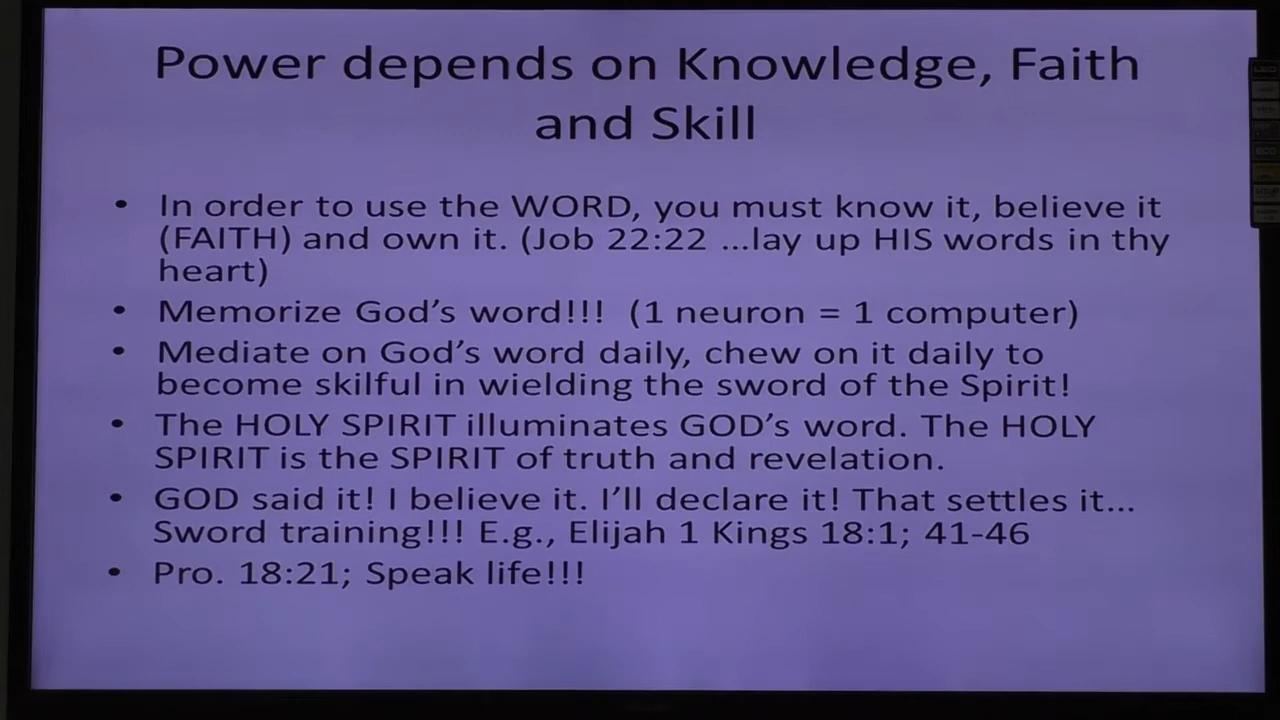 Power depends on Knowledge, Faith
and Skill
• In order to use the WORD, you must know it, believe it
(FAITH) and own it. (Job 22:22 ...lay up HIS words in thy
heart)
• Memorize God's word!!! (1 neuron = 1 computer)
• Mediate on God's word daily, chew on it daily to
become skilful in wielding the sword of the Spirit!
• The HOLY SPIRIT illuminates GOD's word. The HOLY
SPIRIT is the SPIRIT of truth and revelation.
• GOD said it! I believe it. I'll declare it! That settles it...
Sword training!!! E.g., Elijah 1 Kings 18:1; 41-46
• Pro. 18:21; Speak life!!!